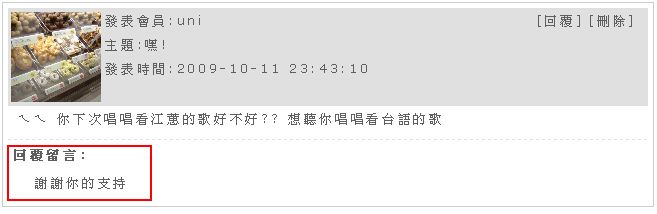 發表會員:uni
[回覆][刪除]
主題:嘿!
發表時間:2009-10-11 23:43:10
ㄟㄟ 你下次唱唱看江蕙的歌好不好?? 想聽你唱唱看台語的歌
回覆留言:
謝謝你的支持